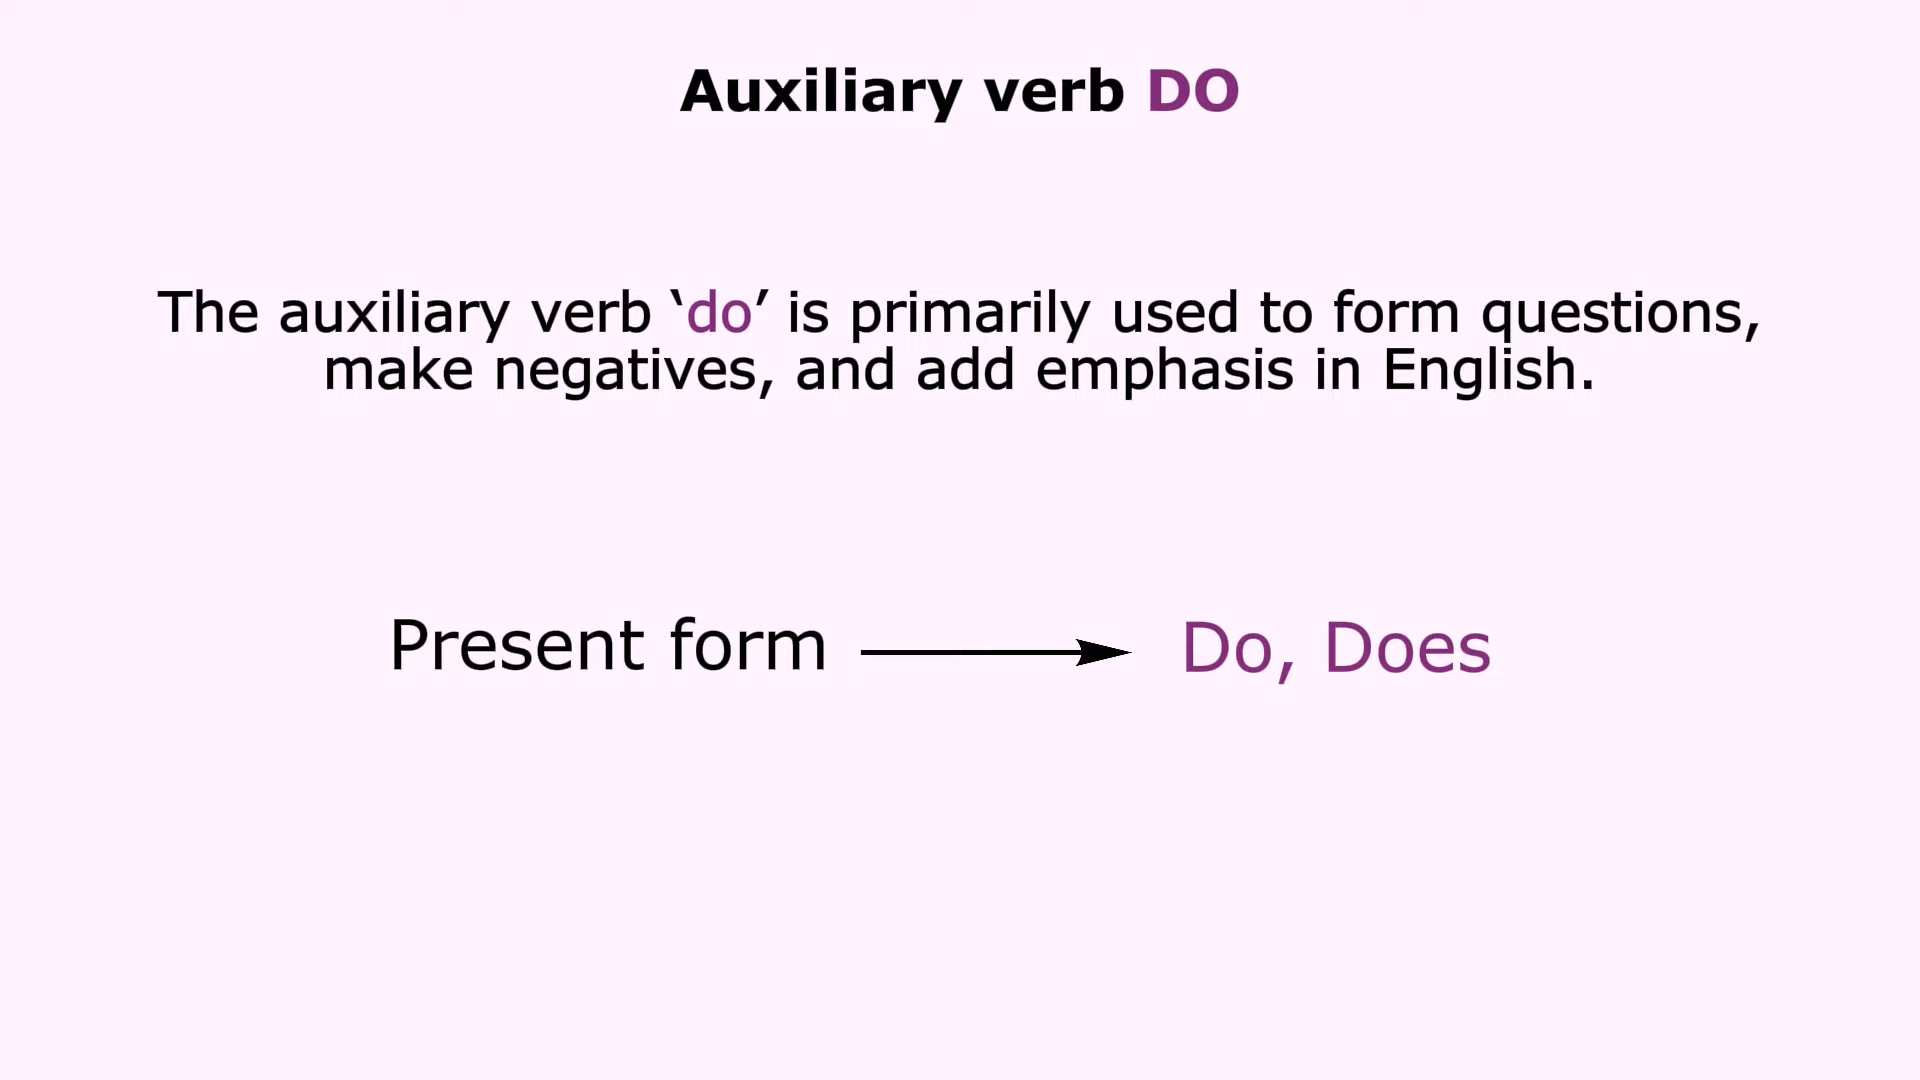 Auxiliary verb DO
The auxiliary verb ‘do’ is primarily used to form questions,
make negatives, and add emphasis in English.
Present form
Do, Does